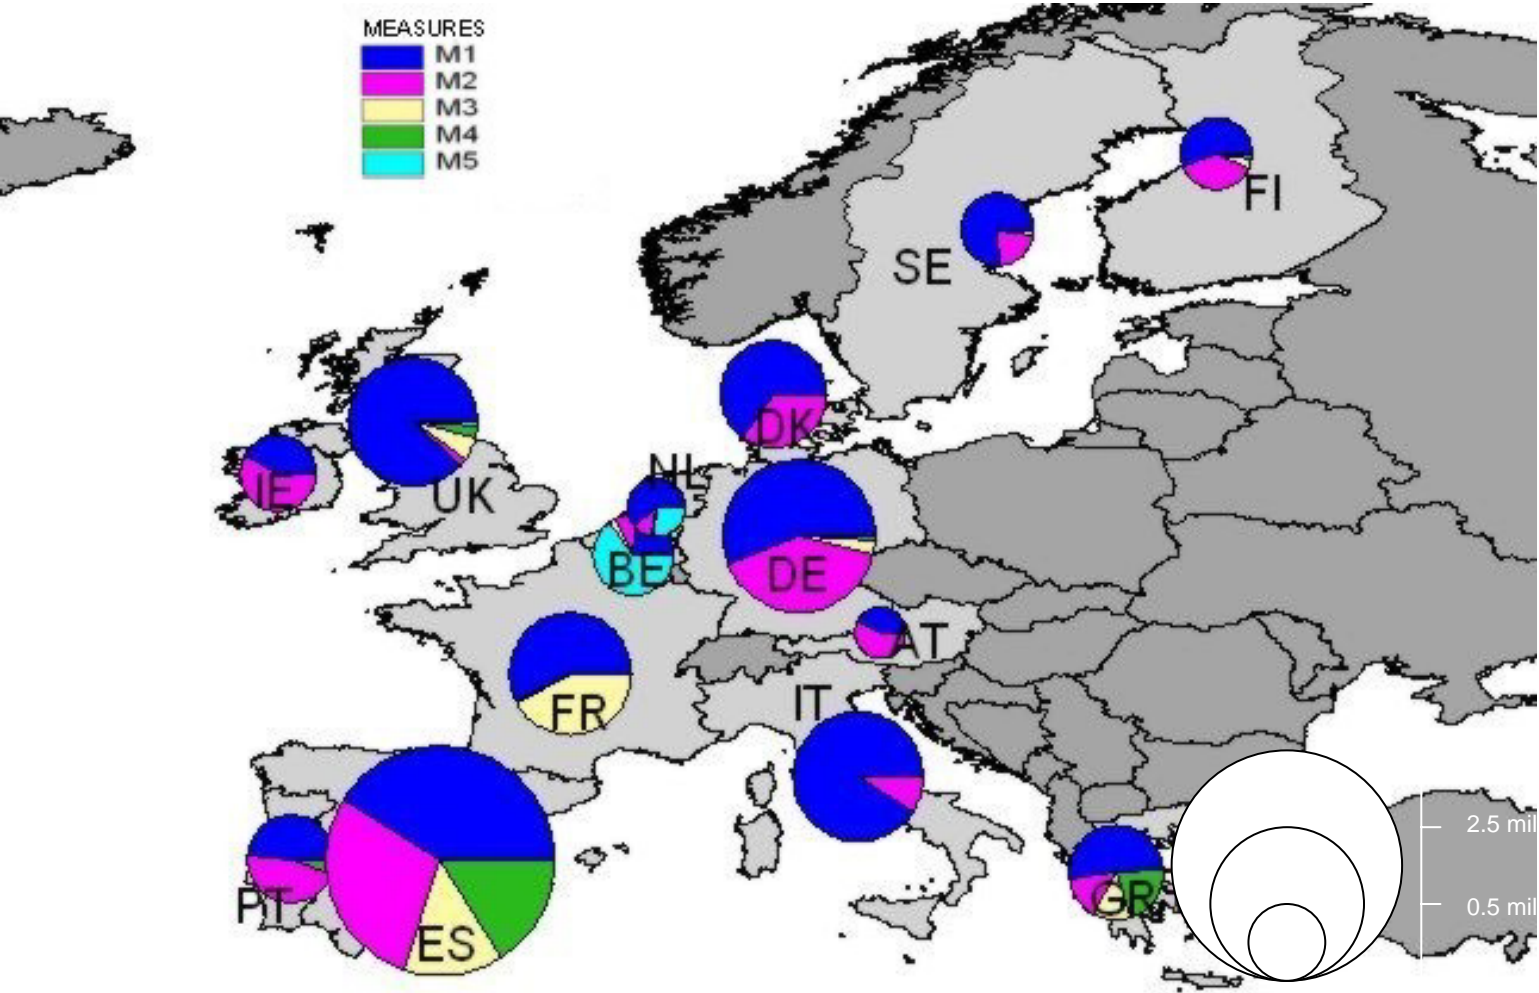 MEASURES
M1
M2
M3
M4
M5
FI
SE
DK
NL
IE
UK
BE
DE
AT
FR
IT
2.5 mil
PT
GR
0.5 mil
ES